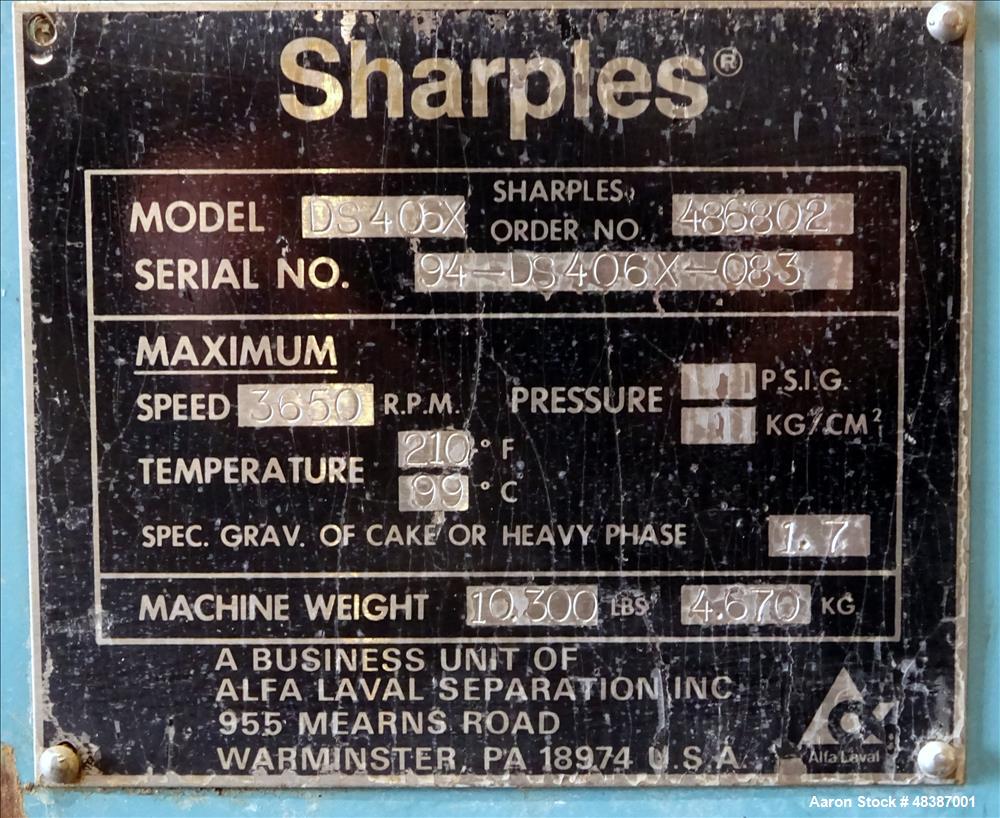 Sharples®
MODEL DS406X SHARPLES ORDER NO. 486802
SERIAL NO. 94-DS406X-083
MAXIMUM
SPEED 3650 R.P.M. PRESSURE P.S.I.G.
KG/CM²
TEMPERATURE 210 °F
99 °C
SPEC. GRAV. OF CAKE OR HEAVY PHASE 1.7
MACHINE WEIGHT 10.300 LBS 4.670 KG
A BUSINESS UNIT OF
ALFA LAVAL SEPARATION INC
955 MEARNS ROAD
WARMINSTER, PA 18974 U.S.A.
Alfa Laval
Aaron Stock # 48387001